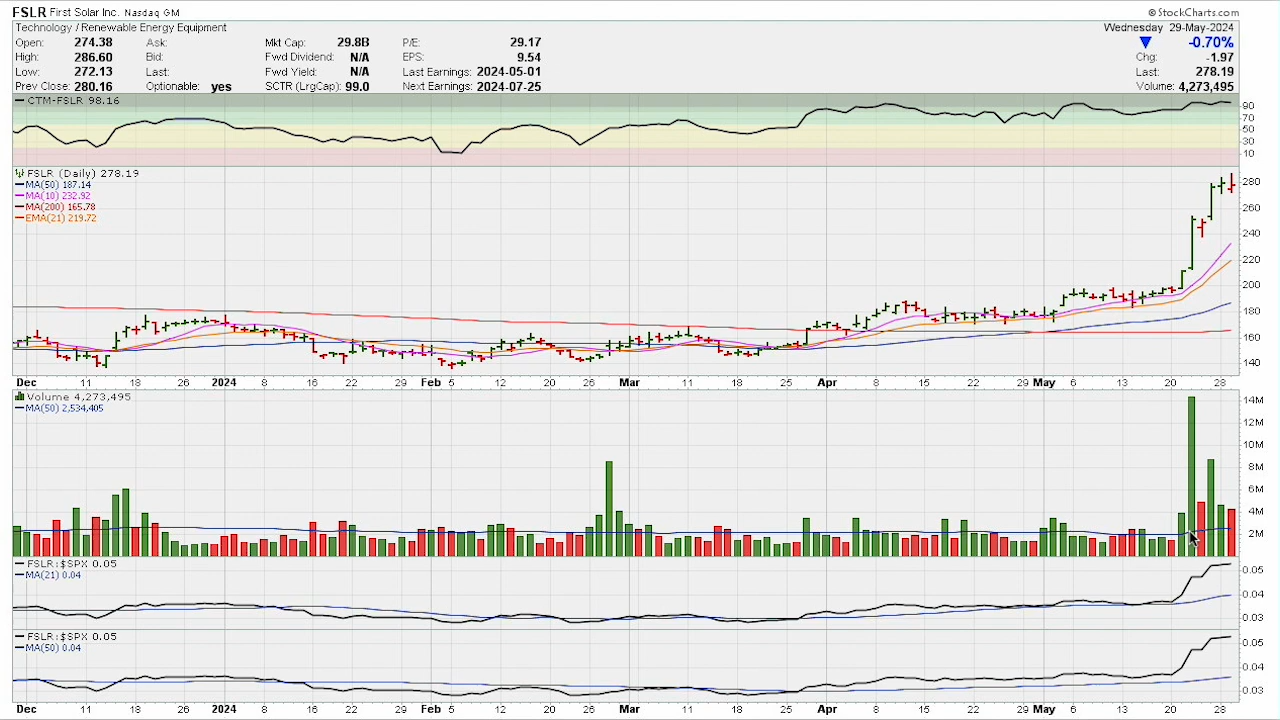 FSLR First Solar Inc. Nasdaq GM © StockCharts.com
Technology / Renewable Energy Equipment Wednesday 29-May-2024
Open: 274.38 Ask: Mkt Cap: 29.8B P/E: 29.17 -0.70%
High: 286.60 Bid: Fwd Dividend: N/A EPS: 9.54 Chg: -1.97
Low: 272.13 Last: Fwd Yield: N/A Last Earnings: 2024-05-01 Last: 278.19
Prev Close: 280.16 Optionable: yes SCTR (LrgCap): 99.0 Next Earnings: 2024-07-25 Volume: 4,273,495
CTM-FSLR 98.16
90
70
50
30
10
FSLR (Daily) 278.19
MA(50) 187.14
MA(10) 232.92
MA(200) 165.78
EMA(21) 219.72
280
260
240
220
200
180
160
140
Dec 11 18 26 2024 8 16 22 29 Feb 5 12 20 26 Mar 11 18 25 Apr 8 15 22 29 May 6 13 20 28
Volume 4,273,495
MA(50) 2,534,405
14M
12M
10M
8M
6M
4M
2M
FSLR:$SPX 0.05
MA(21) 0.04
0.05
0.04
0.03
FSLR:$SPX 0.05
MA(50) 0.04
0.05
0.04
0.03
Dec 11 18 26 2024 8 16 22 29 Feb 5 12 20 26 Mar 11 18 25 Apr 8 15 22 29 May 6 13 20 28